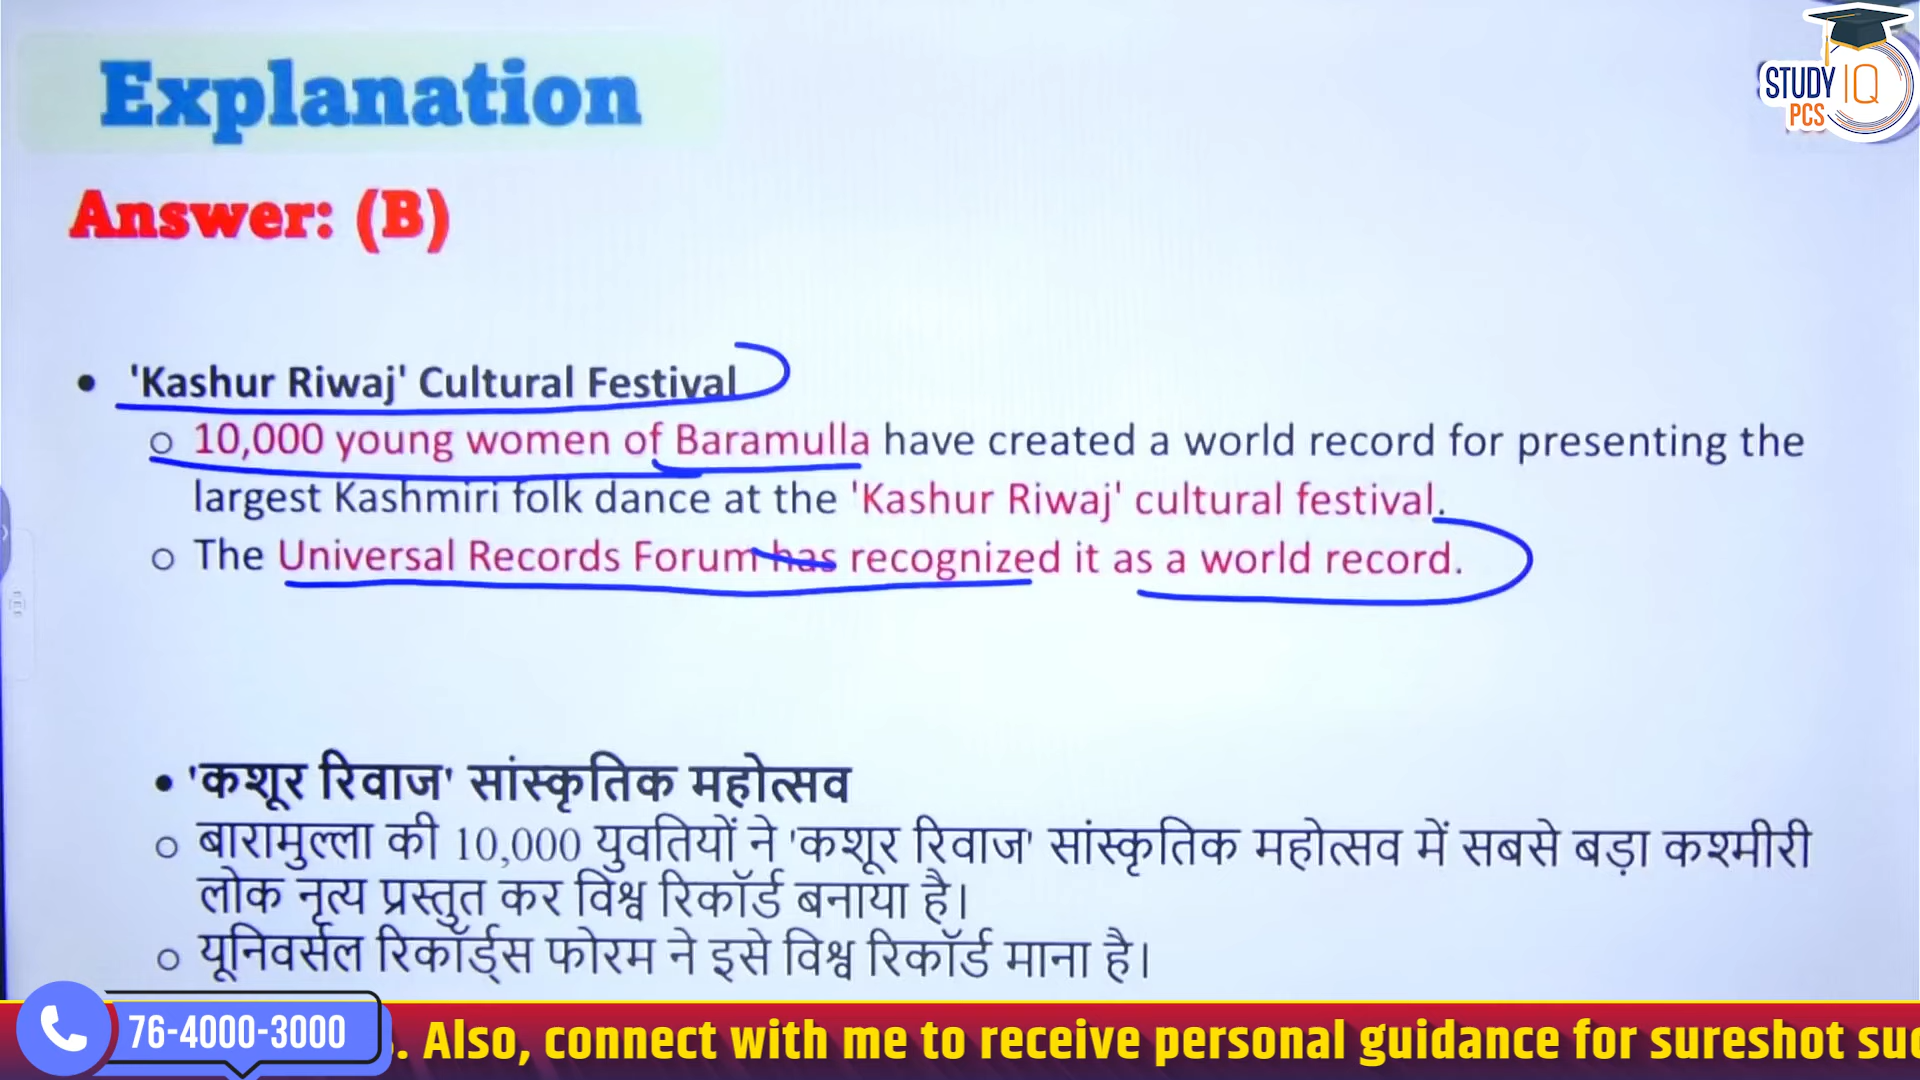 Explanation
STUDY IQ
PCS
Answer: (B)
• 'Kashur Riwaj' Cultural Festival
o 10,000 young women of Baramulla have created a world record for presenting the
largest Kashmiri folk dance at the 'Kashur Riwaj' cultural festival.
o The Universal Records Forum has recognized it as a world record.
• 'कशूर रिवाज' सांस्कृतिक महोत्सव
o बारामुल्ला की 10,000 युवतियों ने 'कशूर रिवाज' सांस्कृतिक महोत्सव में सबसे बड़ा कश्मीरी
लोक नृत्य प्रस्तुत कर विश्व रिकॉर्ड बनाया है।
o यूनिवर्सल रिकॉर्ड्स फोरम ने इसे विश्व रिकॉर्ड माना है।
76-4000-3000
. Also, connect with me to receive personal guidance for sureshot